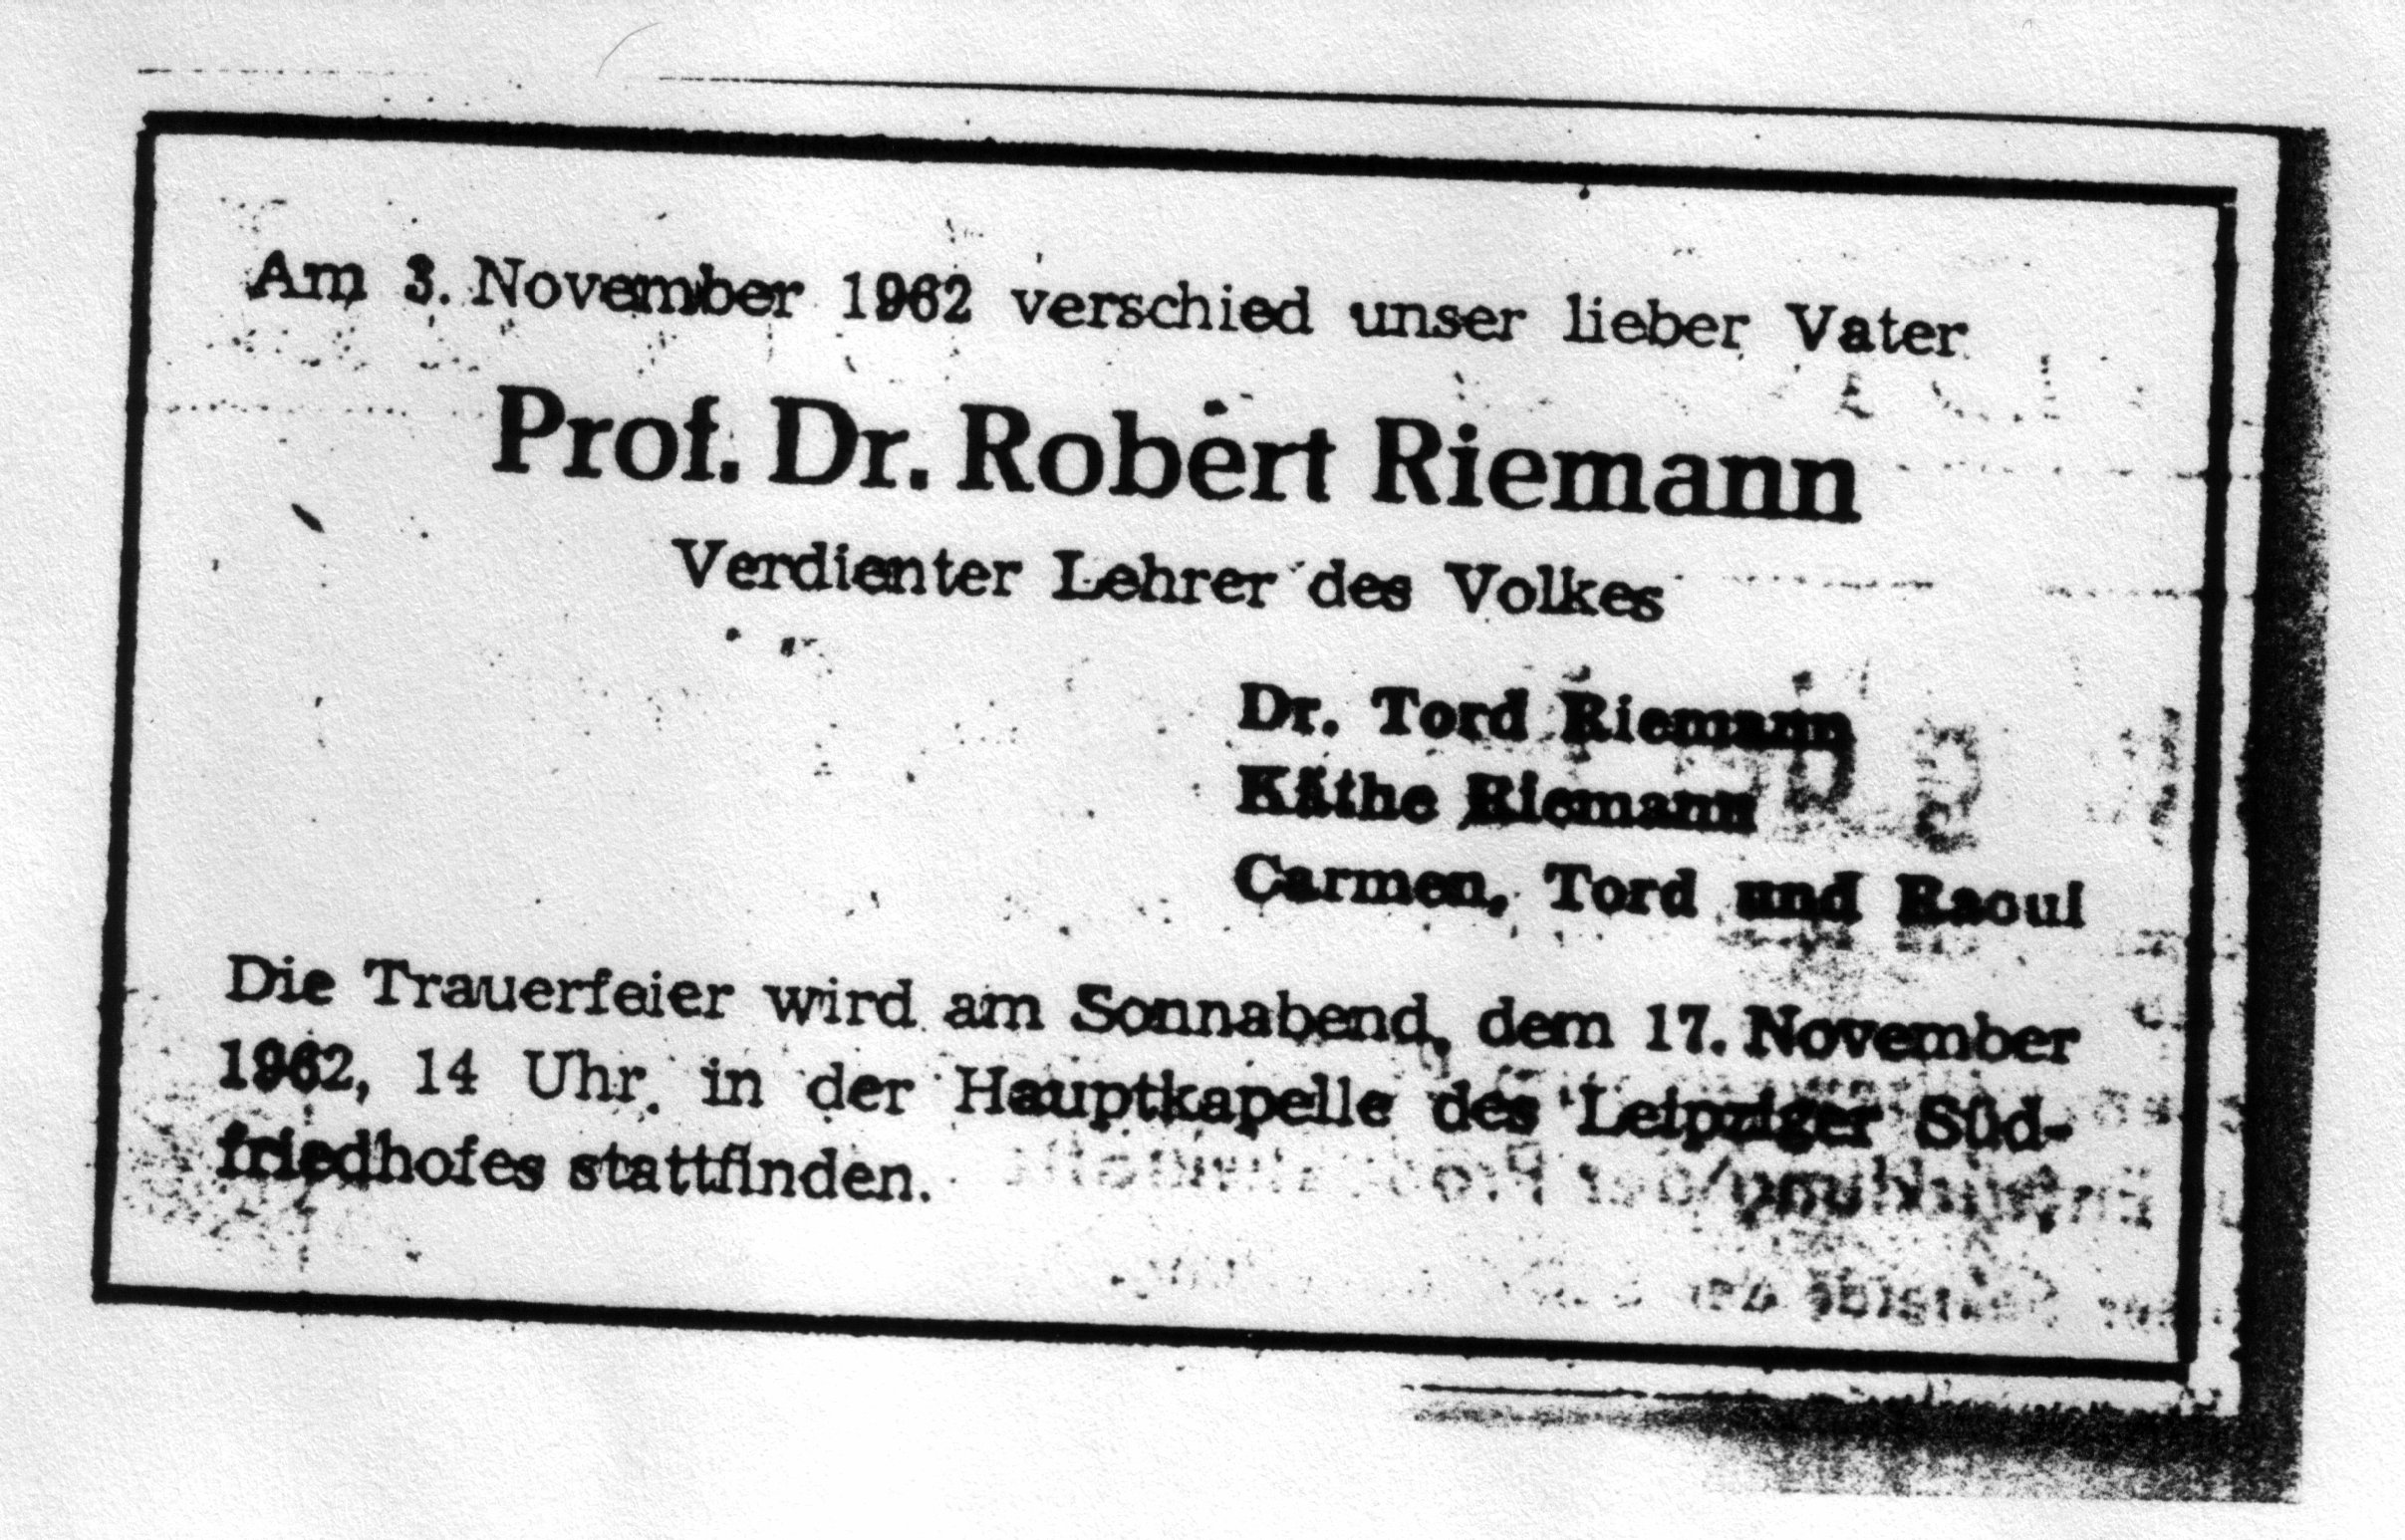 Am 3. November 1962 verschied unser lieber Vater
Prof. Dr. Robert Riemann
Verdienter Lehrer des Volkes
Dr. Tord Riemann
Käthe Riemann
Carmen, Tord und Raoul
Die Trauerfeier wird am Sonnabend, dem 17. November
1962, 14 Uhr, in der Hauptkapelle des Leipziger Süd-
friedhofes stattfinden.